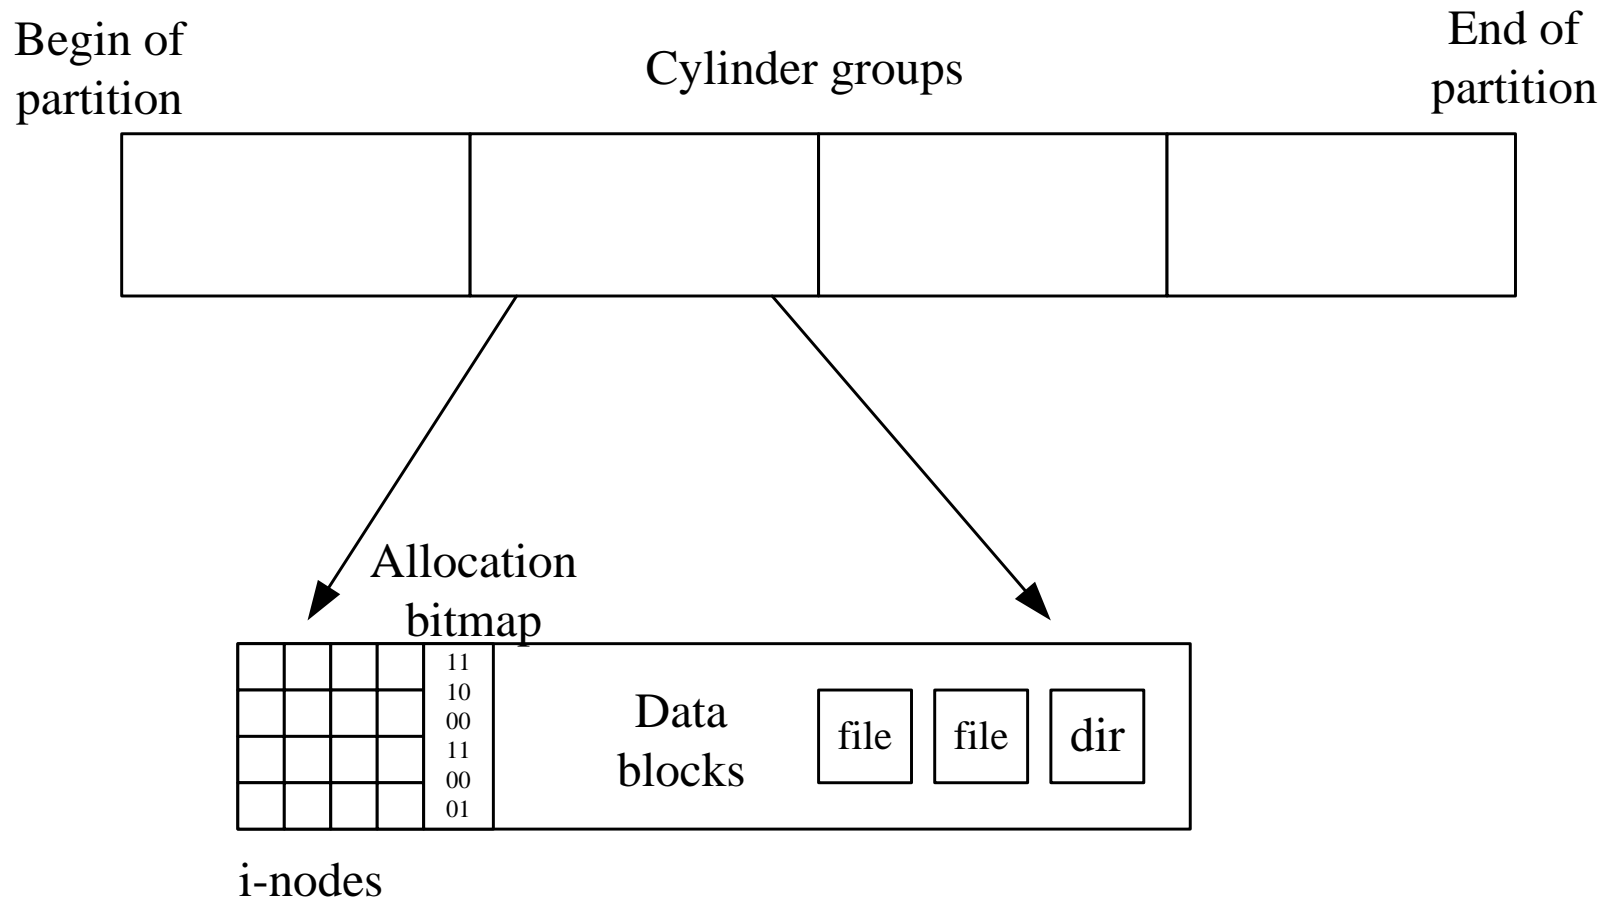 Begin of
partition
Cylinder groups
End of
partition
Allocation
bitmap
11
10
00
11
00
01
Data
blocks
file
file
dir
i-nodes